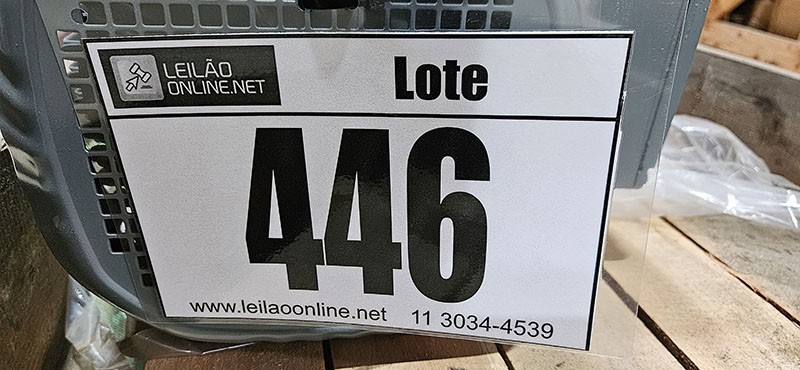 LEILÃO
ONLINE.NET
Lote
446
www.leilaoonline.net 11 3034-4539